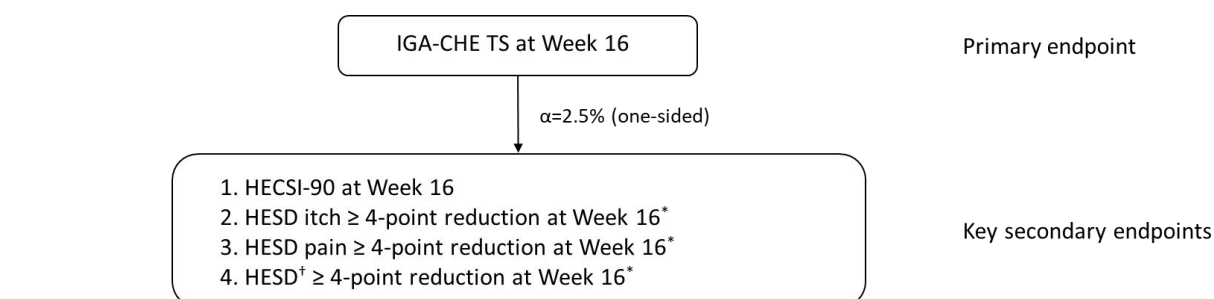 IGA-CHE TS at Week 16
Primary endpoint
α=2.5% (one-sided)
1. HECSI-90 at Week 16
2. HESD itch ≥ 4-point reduction at Week 16*
3. HESD pain ≥ 4-point reduction at Week 16*
Key secondary endpoints
4. HESD† ≥ 4-point reduction at Week 16*